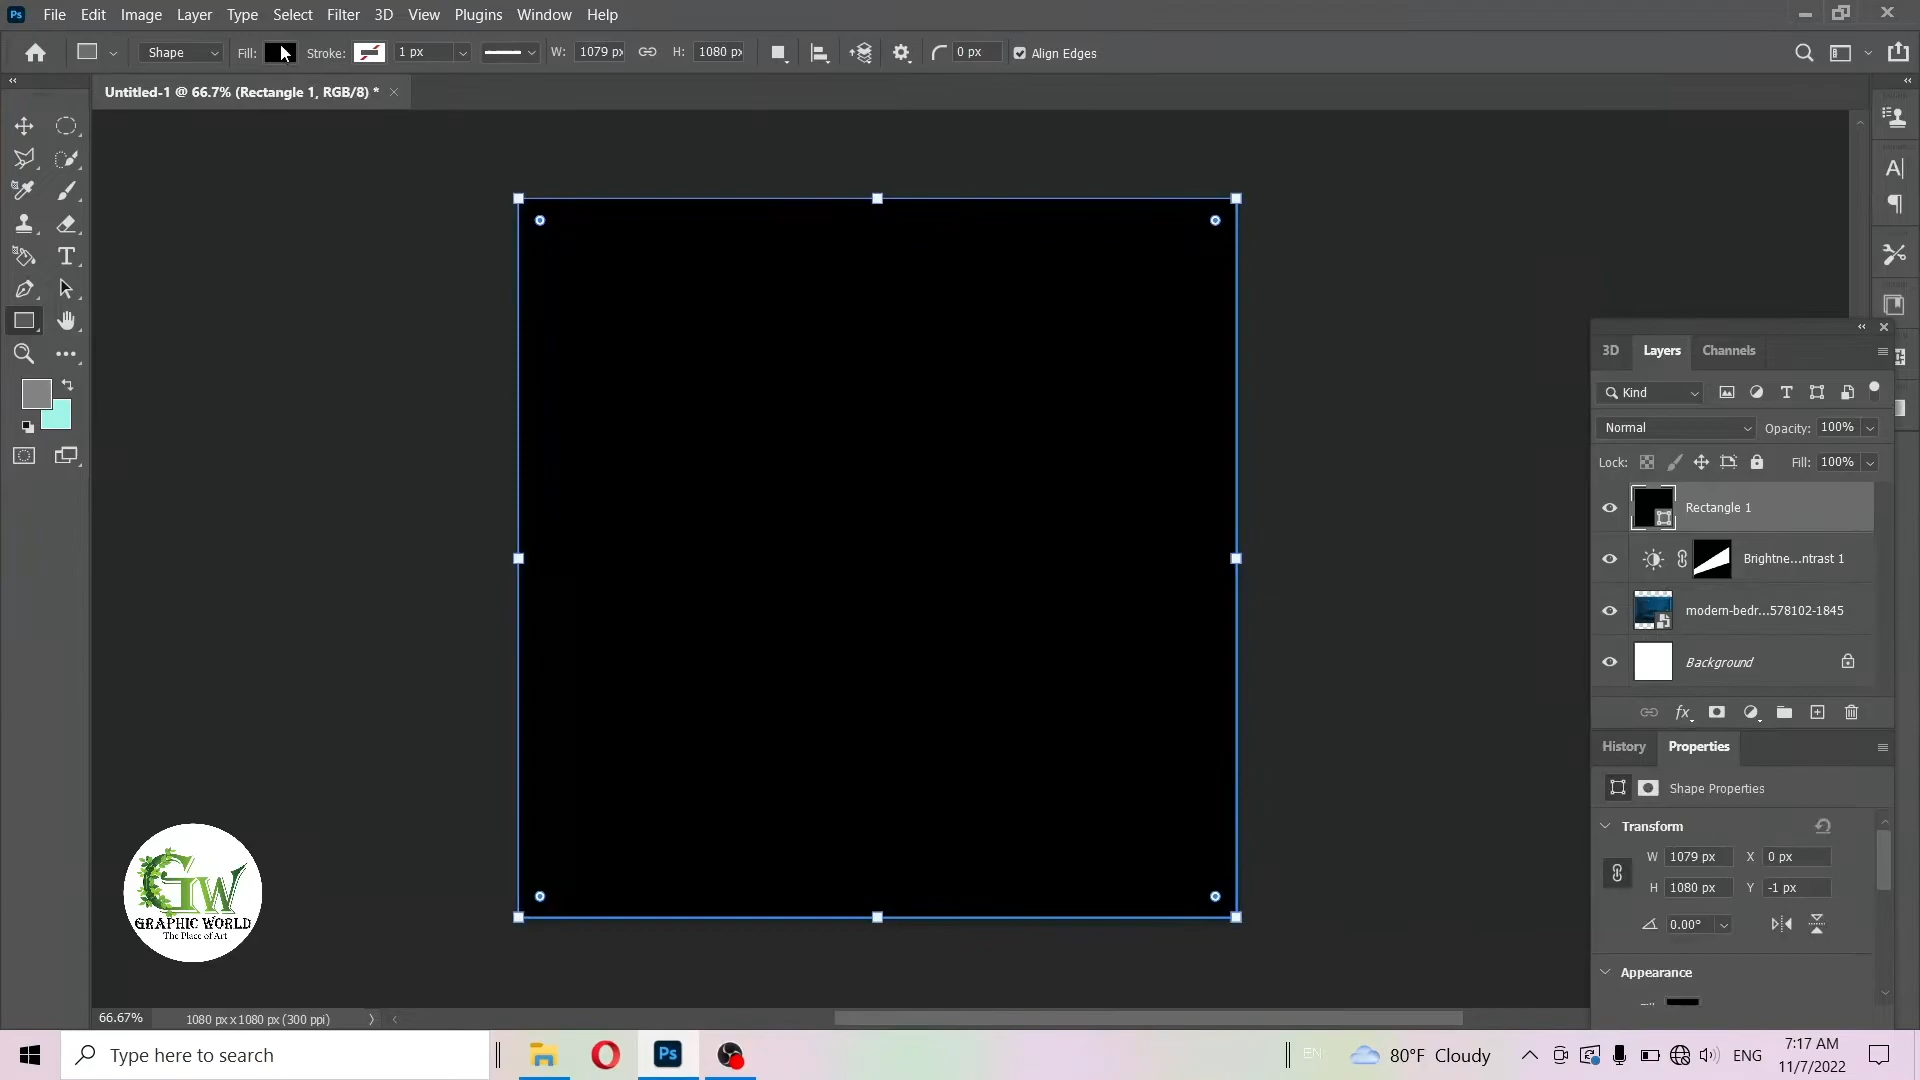 Ps File Edit Image Layer Type Select Filter 3D View Plugins Window Help
Shape Fill: Stroke: 1 px W: 1079 px H: 1080 px 0 px Align Edges
Untitled-1 @ 66.7% (Rectangle 1, RGB/8) *
3D Layers Channels
Kind
Normal Opacity: 100%
Lock: Fill: 100%
Rectangle 1
Brightne...ntrast 1
modern-bedr...578102-1845
Background
fx
History Properties
Shape Properties
Transform
W 1079 px X 0 px
H 1080 px Y -1 px
0.00°
Appearance
GW
GRAPHIC WORLD
The Place of Art
66.67% 1080 px x 1080 px (300 ppi)
Type here to search
Ps
80°F Cloudy
ENG
7:17 AM
11/7/2022